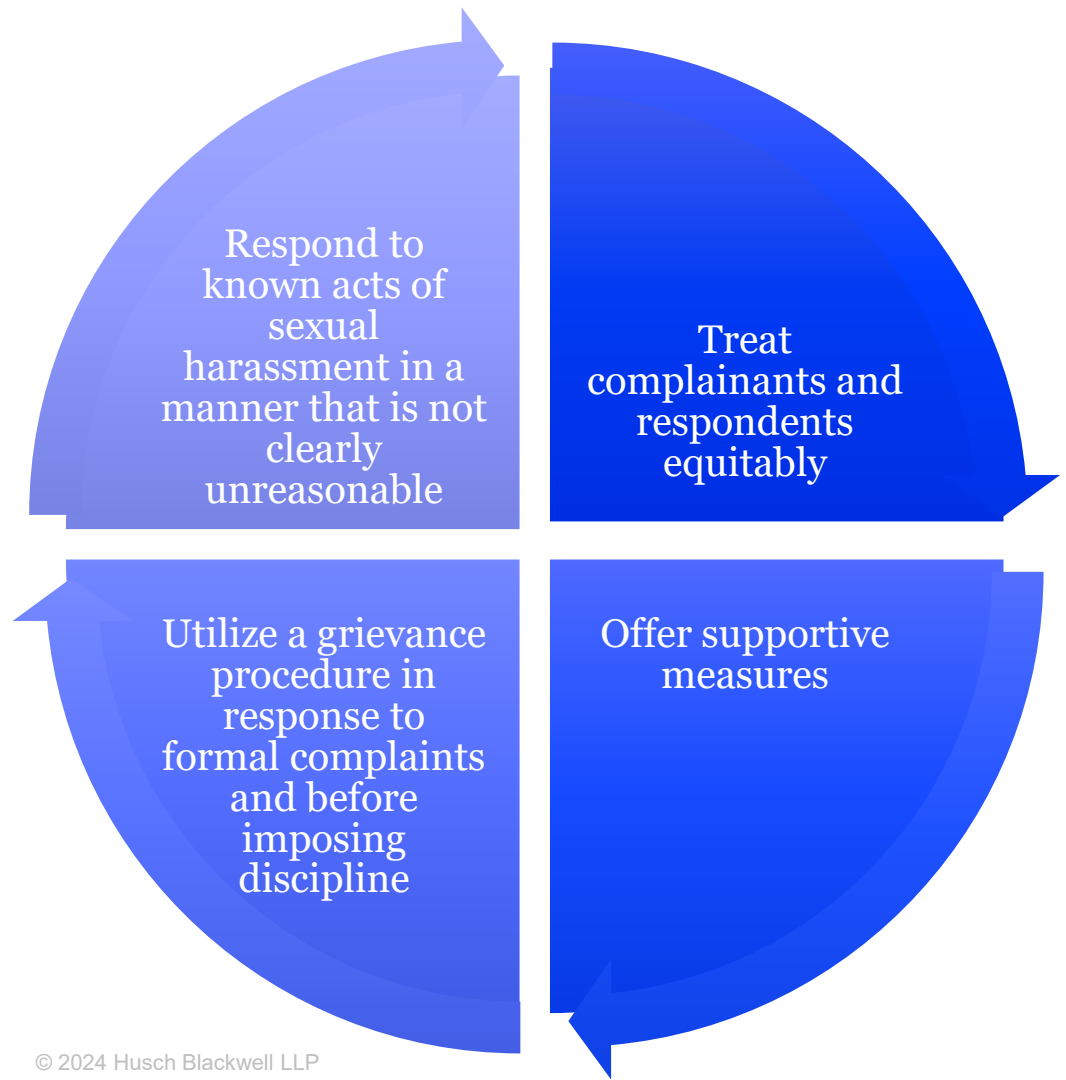 Respond to
known acts of
sexual
harassment in a
manner that is not
clearly
unreasonable
Treat
complainants and
respondents
equitably
Offer supportive
measures
Utilize a grievance
procedure in
response to
formal complaints
and before
imposing
discipline
© 2024 Husch Blackwell LLP